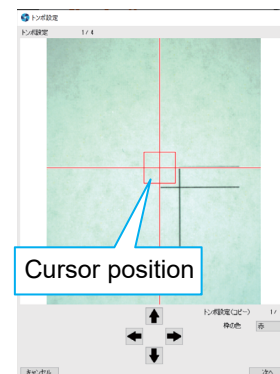 トンボ設定
トンボ設定 1/4
Cursor position
トンボ設定(コピー) 1/
枠の色 赤
キャンセル 次へ